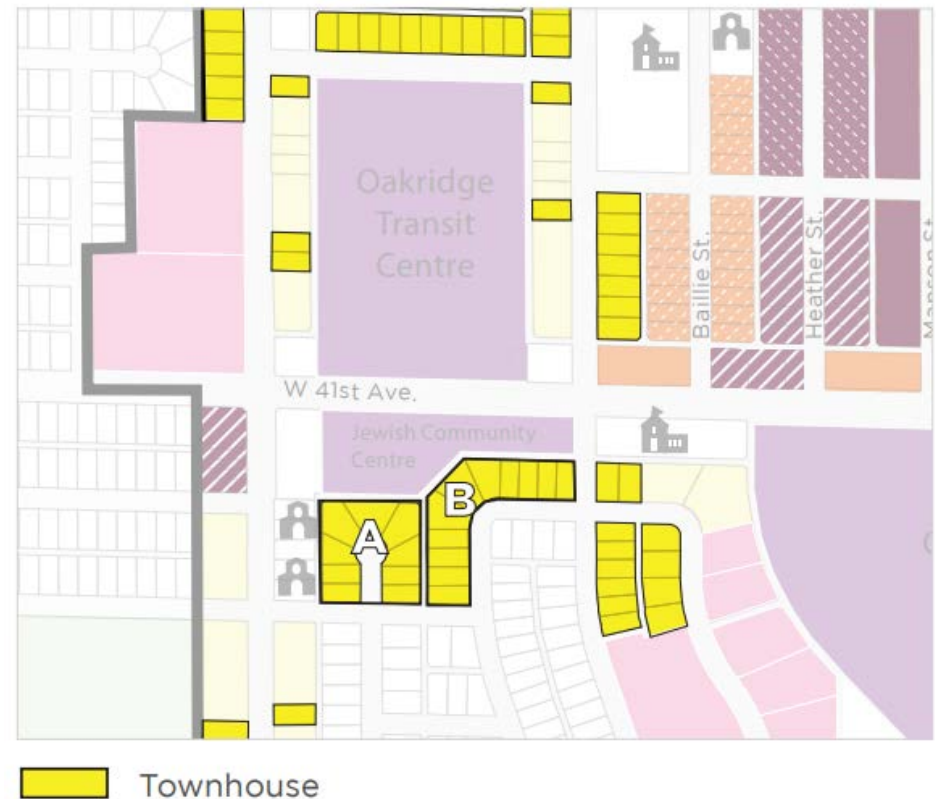 Oakridge
Transit
Centre
Baillie St.
Heather St.
W 41st Ave.
Jewish Community
Centre
A
B
Townhouse